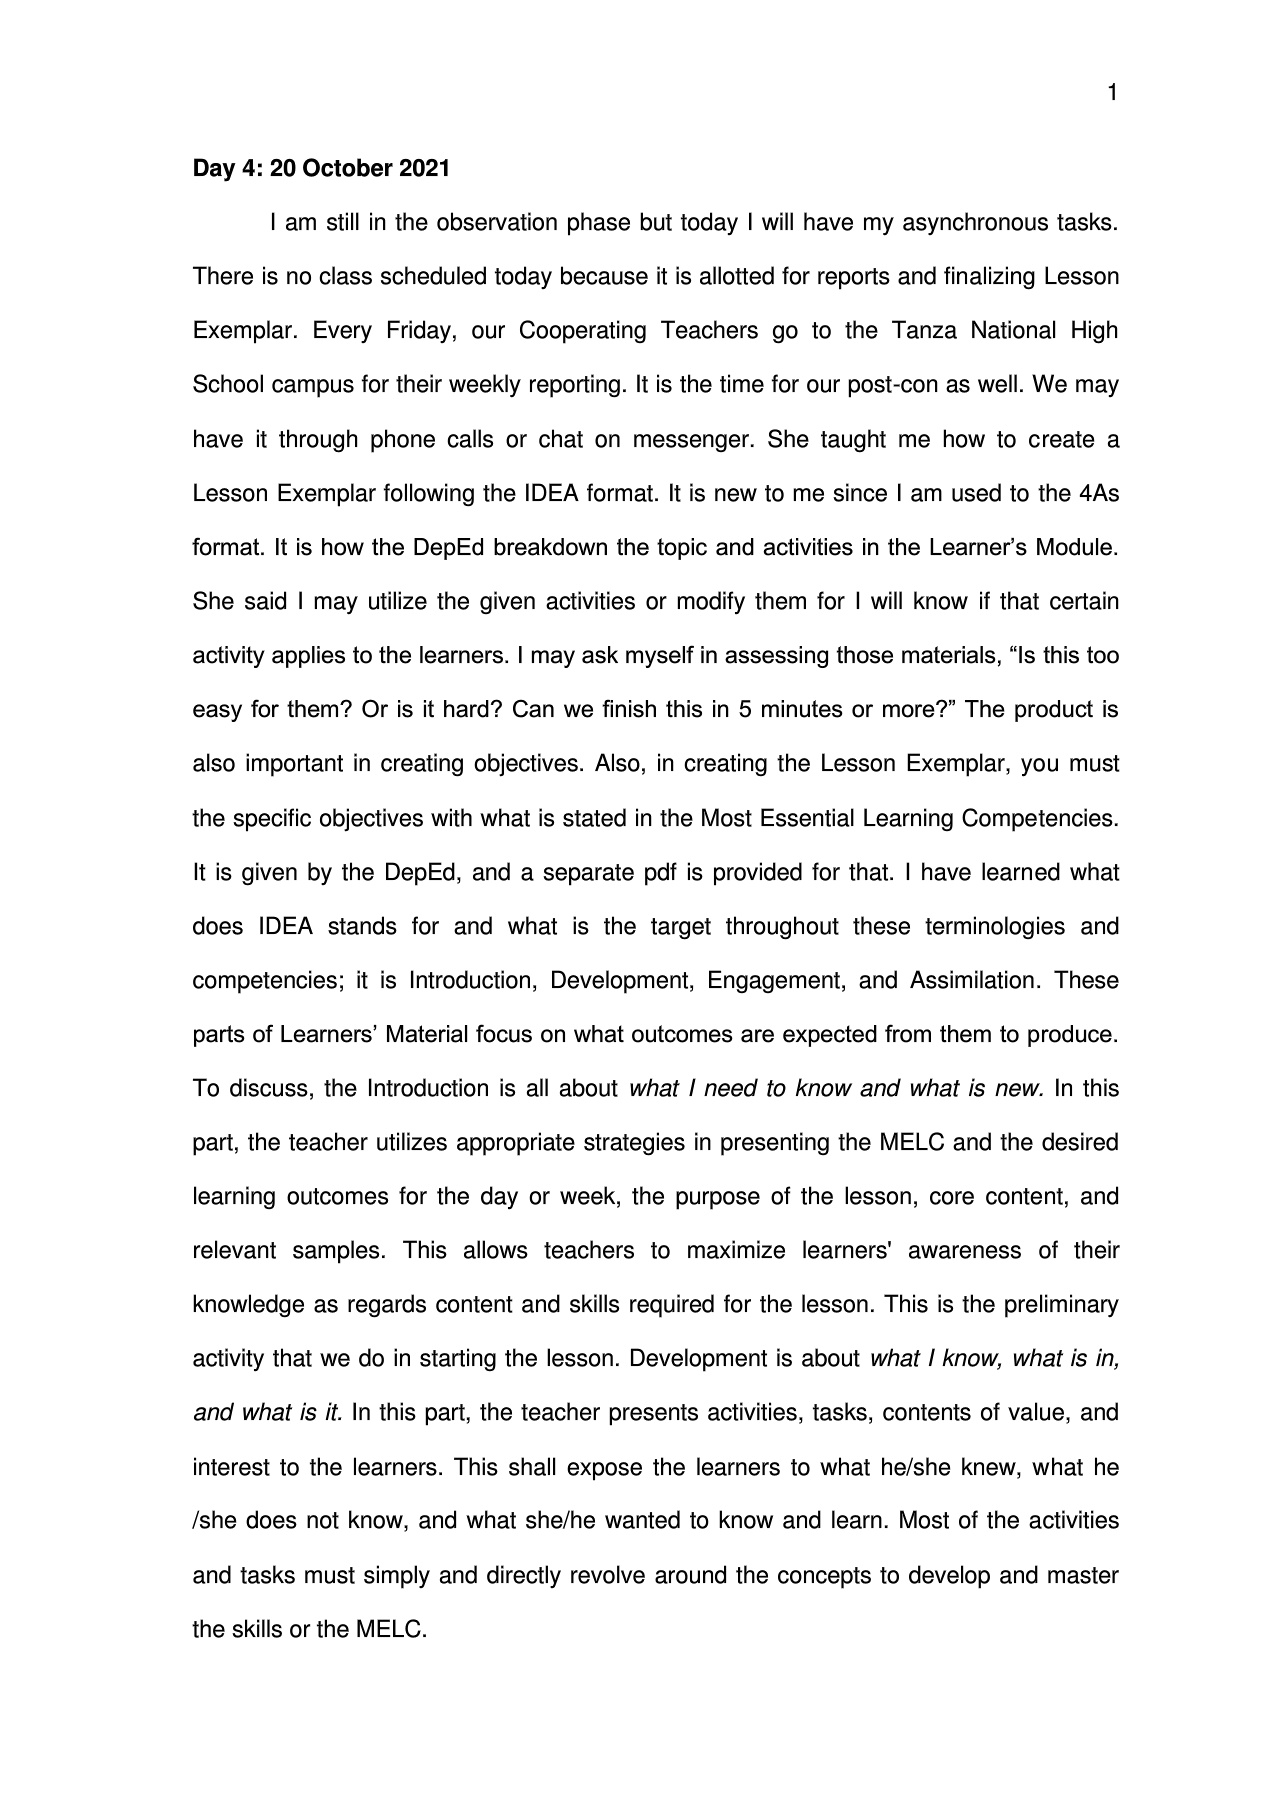 1
Day 4: 20 October 2021
I am still in the observation phase but today I will have my asynchronous tasks.
There is no class scheduled today because it is allotted for reports and finalizing Lesson
Exemplar. Every Friday, our Cooperating Teachers go to the Tanza National High
School campus for their weekly reporting. It is the time for our post-con as well. We may
have it through phone calls or chat on messenger. She taught me how to create a
Lesson Exemplar following the IDEA format. It is new to me since I am used to the 4As
format. It is how the DepEd breakdown the topic and activities in the Learner’s Module.
She said I may utilize the given activities or modify them for I will know if that certain
activity applies to the learners. I may ask myself in assessing those materials, “Is this too
easy for them? Or is it hard? Can we finish this in 5 minutes or more?” The product is
also important in creating objectives. Also, in creating the Lesson Exemplar, you must
the specific objectives with what is stated in the Most Essential Learning Competencies.
It is given by the DepEd, and a separate pdf is provided for that. I have learned what
does IDEA stands for and what is the target throughout these terminologies and
competencies; it is Introduction, Development, Engagement, and Assimilation. These
parts of Learners’ Material focus on what outcomes are expected from them to produce.
To discuss, the Introduction is all about what I need to know and what is new. In this
part, the teacher utilizes appropriate strategies in presenting the MELC and the desired
learning outcomes for the day or week, the purpose of the lesson, core content, and
relevant samples. This allows teachers to maximize learners' awareness of their
knowledge as regards content and skills required for the lesson. This is the preliminary
activity that we do in starting the lesson. Development is about what I know, what is in,
and what is it. In this part, the teacher presents activities, tasks, contents of value, and
interest to the learners. This shall expose the learners to what he/she knew, what he
/she does not know, and what she/he wanted to know and learn. Most of the activities
and tasks must simply and directly revolve around the concepts to develop and master
the skills or the MELC.